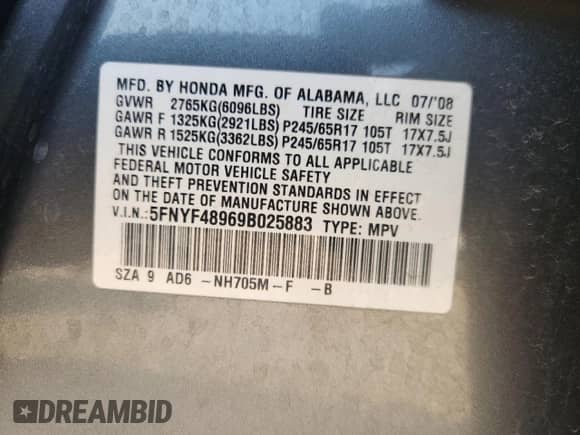 MFD. BY HONDA MFG. OF ALABAMA, LLC 07/'08
GVWR 2765KG(6096LBS) TIRE SIZE RIM SIZE
GAWR F 1325KG(2921LBS) P245/65R17 105T 17X7.5J
GAWR R 1525KG(3362LBS) P245/65R17 105T 17X7.5J
THIS VEHICLE CONFORMS TO ALL APPLICABLE
FEDERAL MOTOR VEHICLE SAFETY
AND THEFT PREVENTION STANDARDS IN EFFECT
ON THE DATE OF MANUFACTURE SHOWN ABOVE.
V.I.N.:5FNYF48969B025883 TYPE: MPV
SZA 9 AD6 -NH705M-F -B
DREAMBID